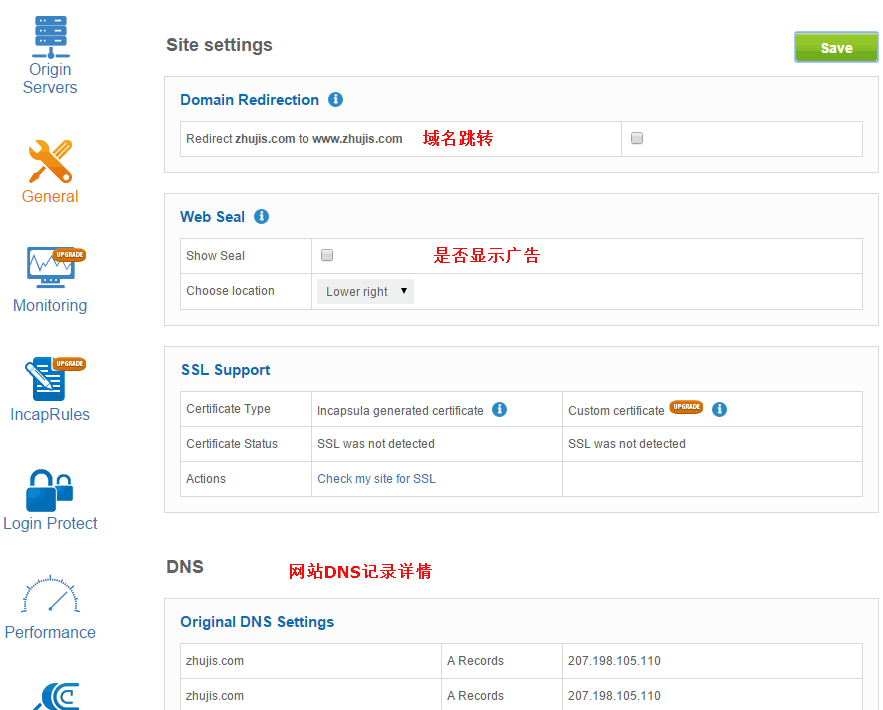 Origin
Servers
General
UPGRADE
Monitoring
UPGRADE
IncapRules
Login Protect
Performance
Site settings
Save
Domain Redirection i
Redirect zhujis.com to www.zhujis.com 域名跳转
Web Seal i
Show Seal 是否显示广告
Choose location Lower right
SSL Support
Certificate Type Incapsula generated certificate i Custom certificate UPGRADE i
Certificate Status SSL was not detected SSL was not detected
Actions Check my site for SSL
DNS 网站DNS记录详情
Original DNS Settings
zhujis.com A Records 207.198.105.110
zhujis.com A Records 207.198.105.110